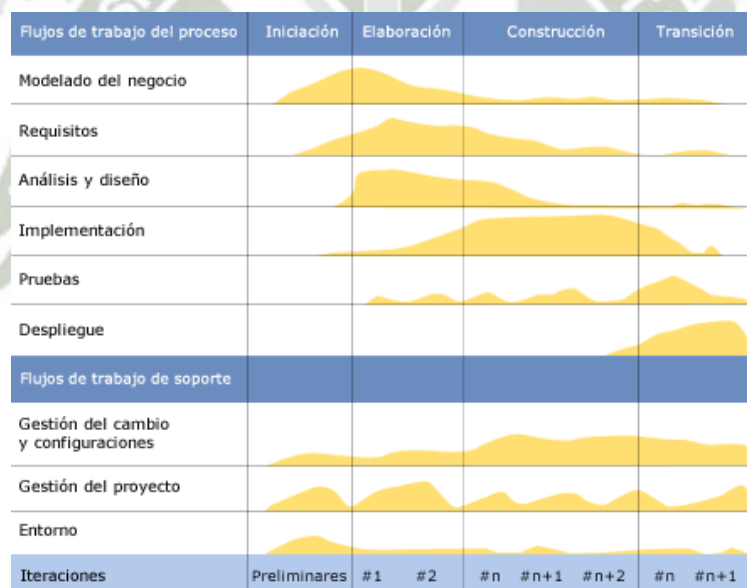 Flujos de trabajo del proceso Iniciación Elaboración Construcción Transición
Modelado del negocio
Requisitos
Análisis y diseño
Implementación
Pruebas
Despliegue
Flujos de trabajo de soporte
Gestión del cambio
y configuraciones
Gestión del proyecto
Entorno
Iteraciones Preliminares #1 #2 #n #n+1 #n+2 #n #n+1